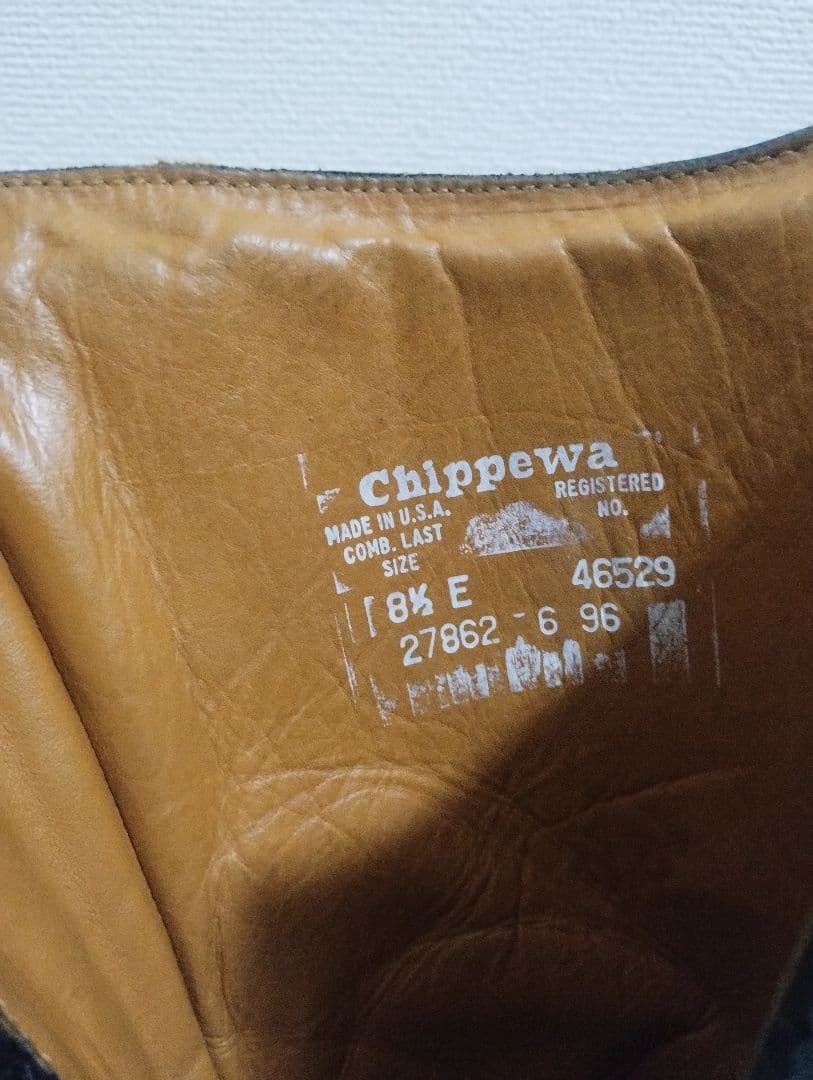 Chippewa
MADE IN U.S.A. REGISTERED
COMB. LAST NO.
SIZE
8½ E 46529
27862 - 6 96